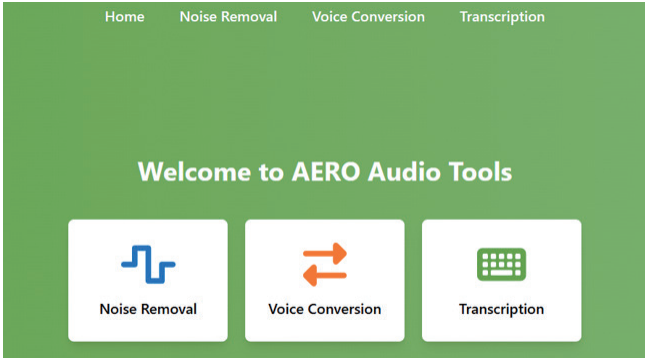 Home Noise Removal Voice Conversion Transcription
Welcome to AERO Audio Tools
Noise Removal Voice Conversion Transcription